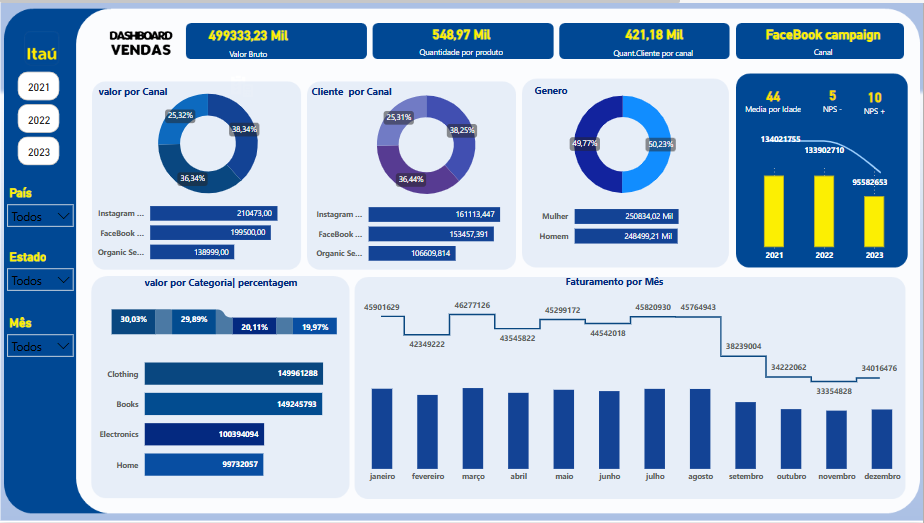 DASHBOARD
VENDAS
499333,23 Mil
Valor Bruto
548,97 Mil
Quantidade por produto
421,18 Mil
Quant.Cliente por canal
FaceBook campaign
Canal
Itaú
2021
2022
2023
País
Todos
Estado
Todos
Mês
Todos
valor por Canal
25,32%
38,34%
36,34%
Instagram ... 210473,00
FaceBook ... 199500,00
Organic Se... 138999,00
Cliente por Canal
25,31%
38,25%
36,44%
Instagram ... 161113,447
FaceBook ... 153457,391
Organic Se... 106609,814
Genero
49,77%
50,23%
Mulher 250834,02 Mil
Homem 248499,21 Mil
44
Media por Idade
5
NPS -
10
NPS +
134021755
133902710
95582653
2021 2022 2023
valor por Categoria| percentagem
30,03% 29,89% 20,11% 19,97%
Clothing 149961288
Books 149245793
Electronics 100394094
Home 99732057
Faturamento por Mês
45901629
42349222
46277126
43545822
45299172
44542018
45820930
45764943
38239004
34222062
33354828
34016476
janeiro fevereiro março abril maio junho julho agosto setembro outubro novembro dezembro